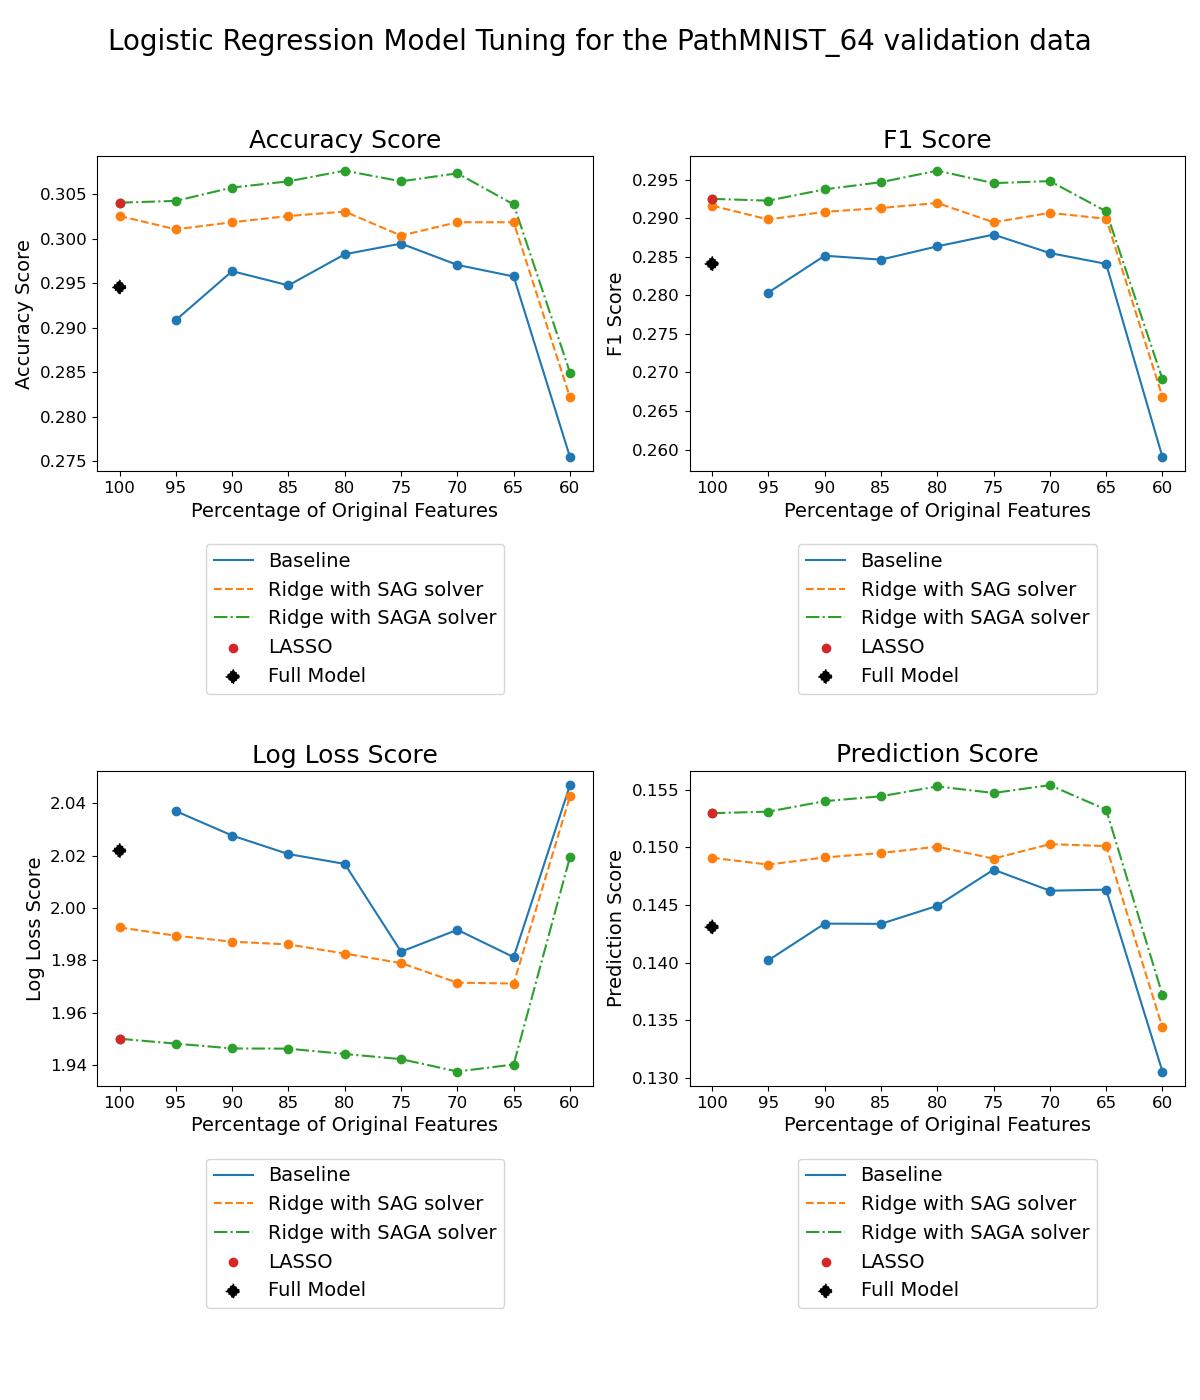 Logistic Regression Model Tuning for the PathMNIST_64 validation data
Accuracy Score
Accuracy Score
0.305
0.300
0.295
0.290
0.285
0.280
0.275
100 95 90 85 80 75 70 65 60
Percentage of Original Features
Baseline
Ridge with SAG solver
Ridge with SAGA solver
LASSO
Full Model
F1 Score
F1 Score
0.295
0.290
0.285
0.280
0.275
0.270
0.265
0.260
100 95 90 85 80 75 70 65 60
Percentage of Original Features
Baseline
Ridge with SAG solver
Ridge with SAGA solver
LASSO
Full Model
Log Loss Score
Log Loss Score
2.04
2.02
2.00
1.98
1.96
1.94
100 95 90 85 80 75 70 65 60
Percentage of Original Features
Baseline
Ridge with SAG solver
Ridge with SAGA solver
LASSO
Full Model
Prediction Score
Prediction Score
0.155
0.150
0.145
0.140
0.135
0.130
100 95 90 85 80 75 70 65 60
Percentage of Original Features
Baseline
Ridge with SAG solver
Ridge with SAGA solver
LASSO
Full Model